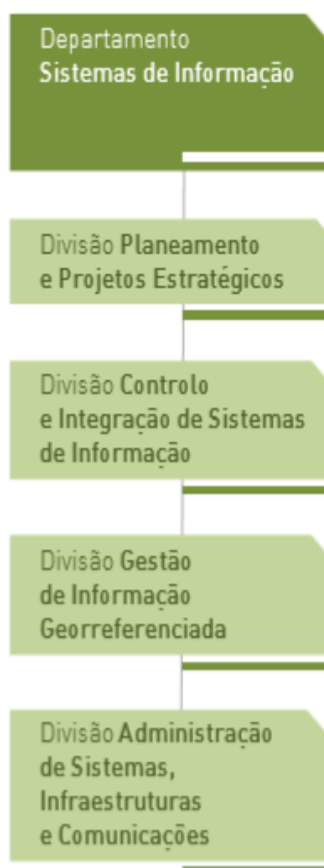 Departamento
Sistemas de Informação
Divisão Planeamento
e Projetos Estratégicos
Divisão Controlo
e Integração de Sistemas
de Informação
Divisão Gestão
de Informação
Georreferenciada
Divisão Administração
de Sistemas,
Infraestruturas
e Comunicações